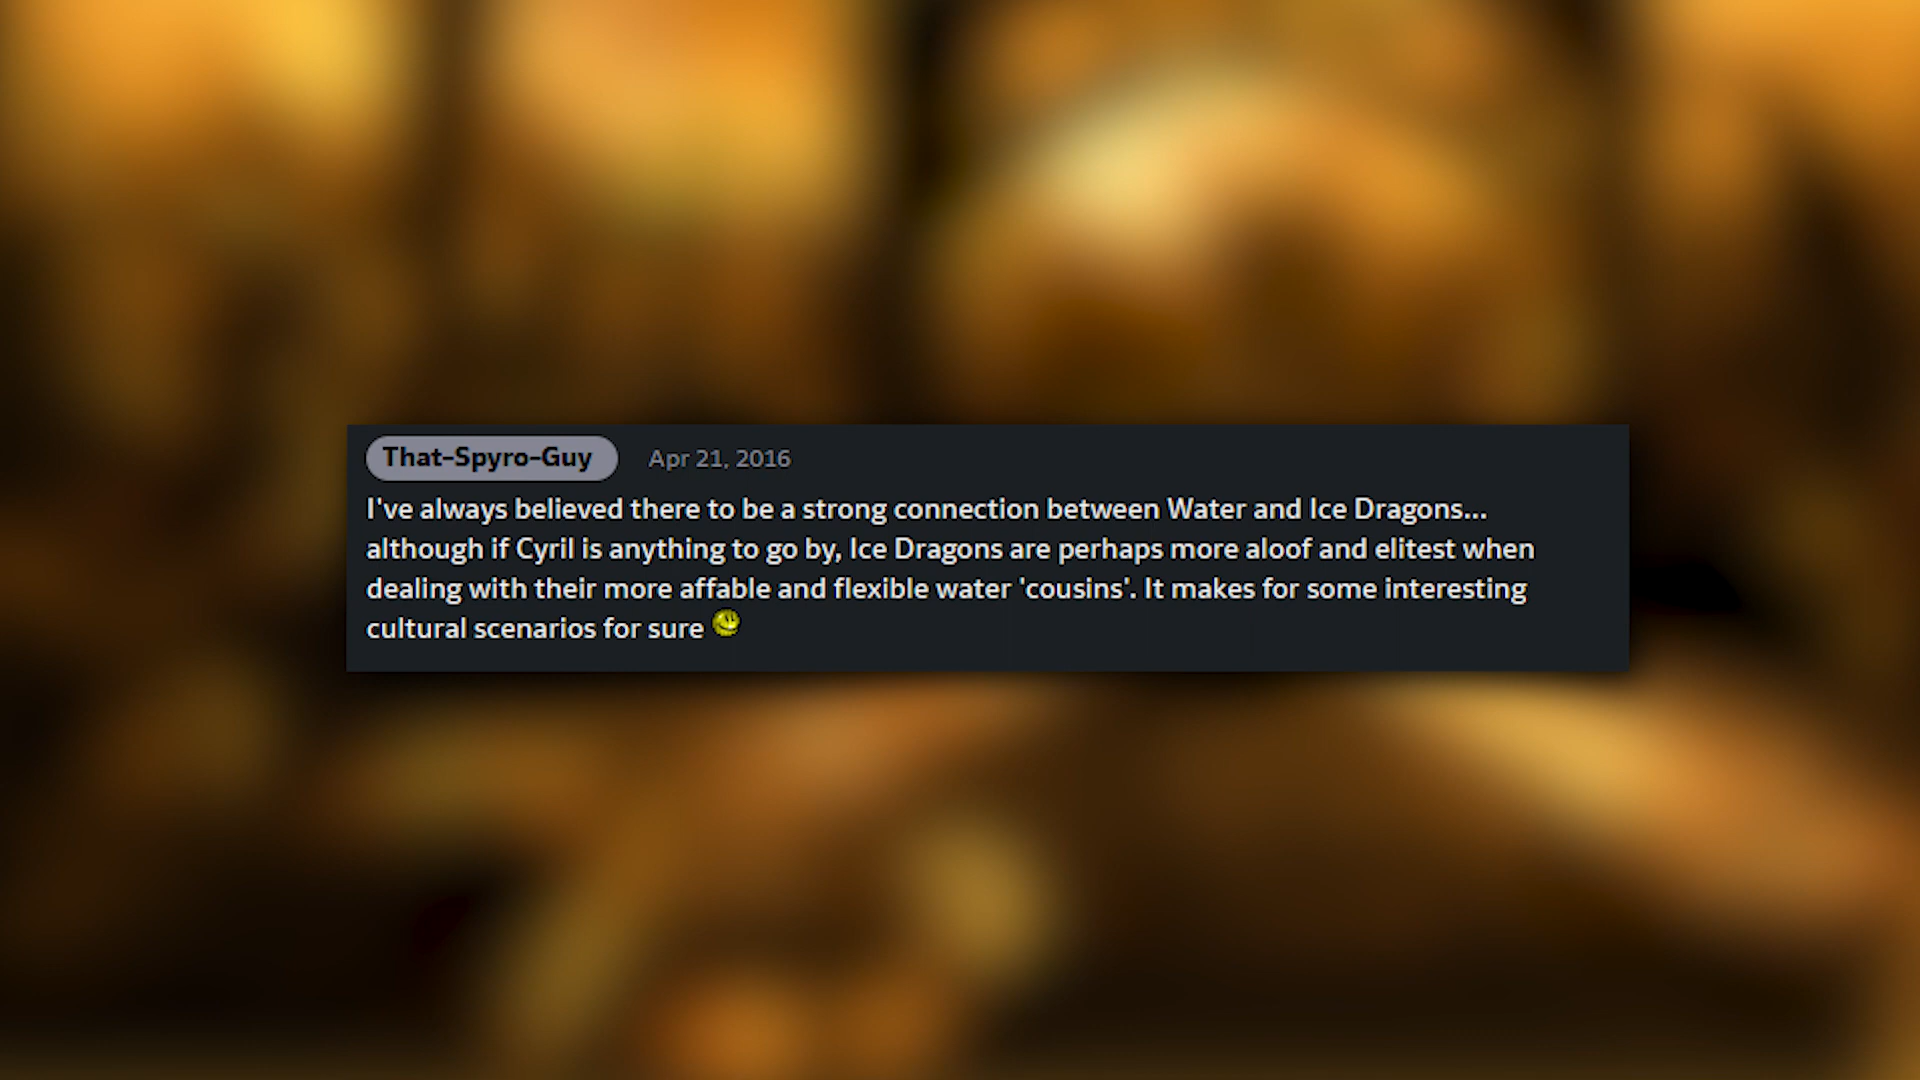 That-Spyro-Guy Apr 21, 2016
I've always believed there to be a strong connection between Water and Ice Dragons...
although if Cyril is anything to go by, Ice Dragons are perhaps more aloof and elitest when
dealing with their more affable and flexible water 'cousins'. It makes for some interesting
cultural scenarios for sure